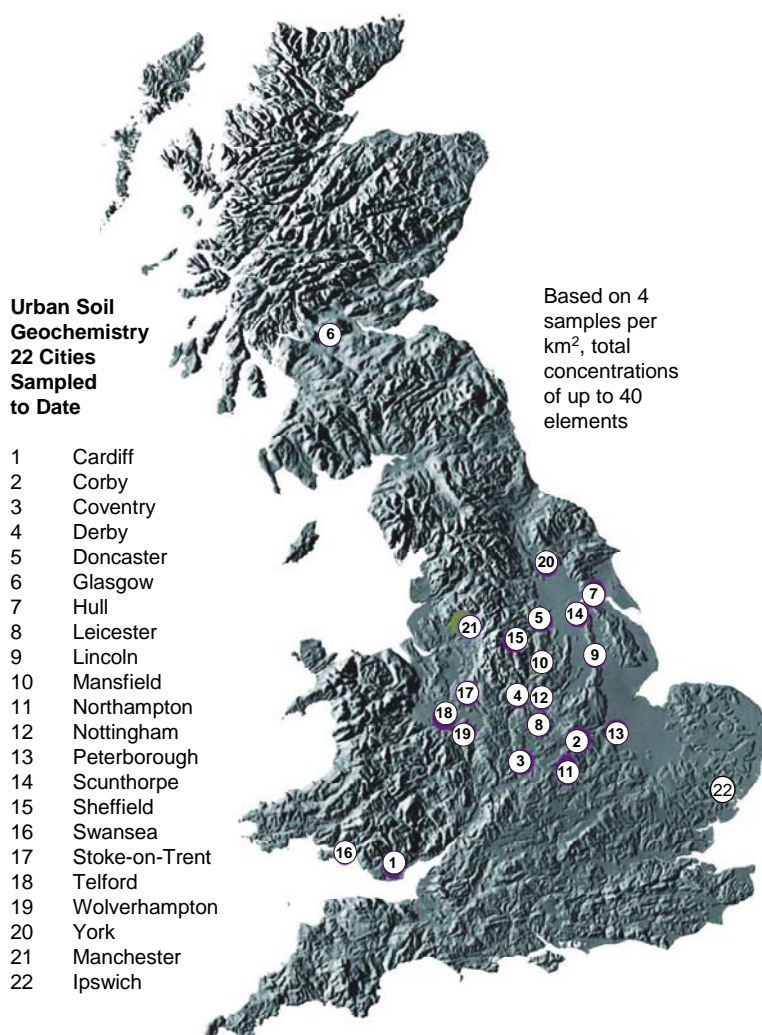 Urban Soil
Geochemistry
22 Cities
Sampled
to Date
Based on 4
samples per
km², total
concentrations
of up to 40
elements
1 Cardiff
2 Corby
3 Coventry
4 Derby
5 Doncaster
6 Glasgow
7 Hull
8 Leicester
9 Lincoln
10 Mansfield
11 Northampton
12 Nottingham
13 Peterborough
14 Scunthorpe
15 Sheffield
16 Swansea
17 Stoke-on-Trent
18 Telford
19 Wolverhampton
20 York
21 Manchester
22 Ipswich
6
20
7
14
5
21
15
9
10
17
4
12
18
8
19
2
13
3
11
22
16
1